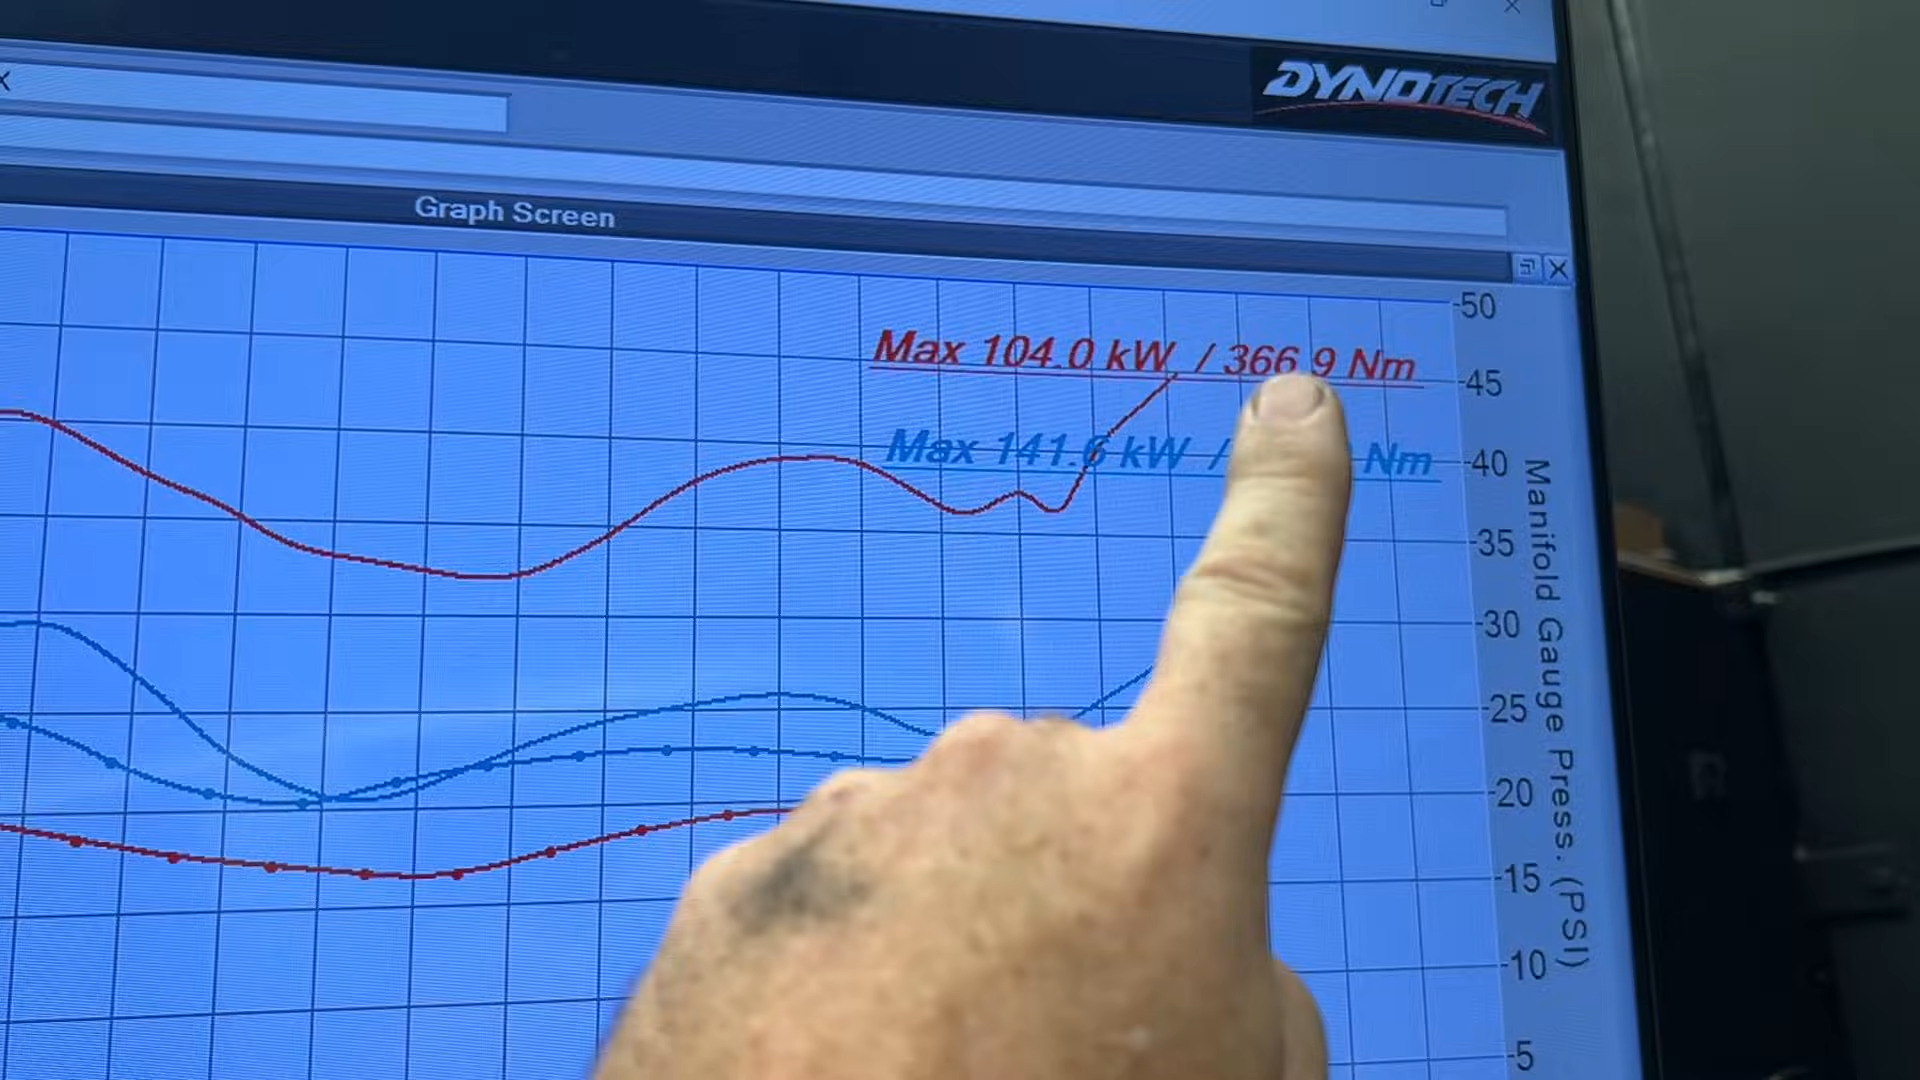 DYNOTECH
Graph Screen
Max 104.0 kW / 366.9 Nm
Max 141.6 kW / Nm
50
45
40
35
30
25
20
15
10
5
Manifold Gauge Press. (PSI)